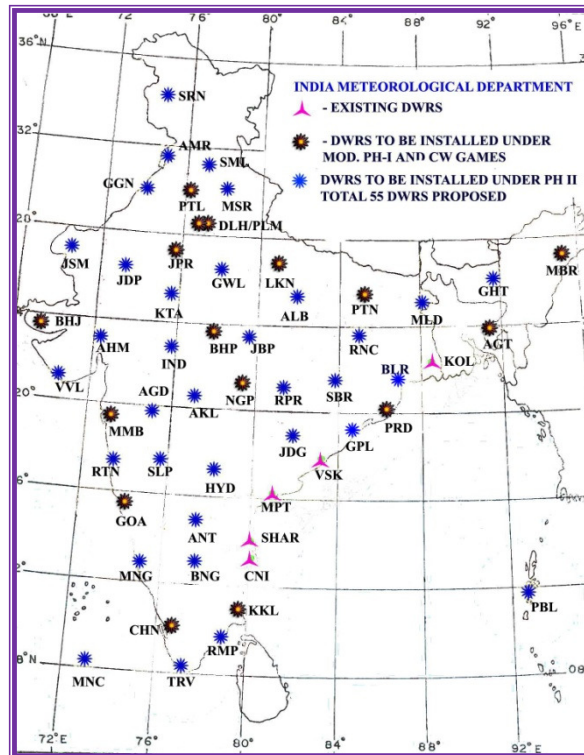 36°N
72°E
76
80
84
88
92°E
INDIA METEOROLOGICAL DEPARTMENT
- EXISTING DWRS
- DWRS TO BE INSTALLED UNDER
MOD. PH-I AND CW GAMES
DWRS TO BE INSTALLED UNDER PH II
TOTAL 55 DWRS PROPOSED
SRN
32°N
AMR
SML
GGN
PTL
MSR
28°N
DLH/PLM
JSM
JDP
JPR
GWL
LKN
MBR
GHT
KTA
ALB
PTN
MLD
BHJ
AGT
AHM
IND
BHP
JBP
RNC
KOL
VVL
AGD
NGP
BLR
20°N
AKL
RPR
SBR
MMB
PRD
JDG
GPL
RTN
SLP
HYD
VSK
MPT
GOA
ANT
SHAR
MNG
BNG
CNI
PBL
KKL
CHN
RMP
8°N
08
MNC
TRV
72°E
76
80
84
88
92°E